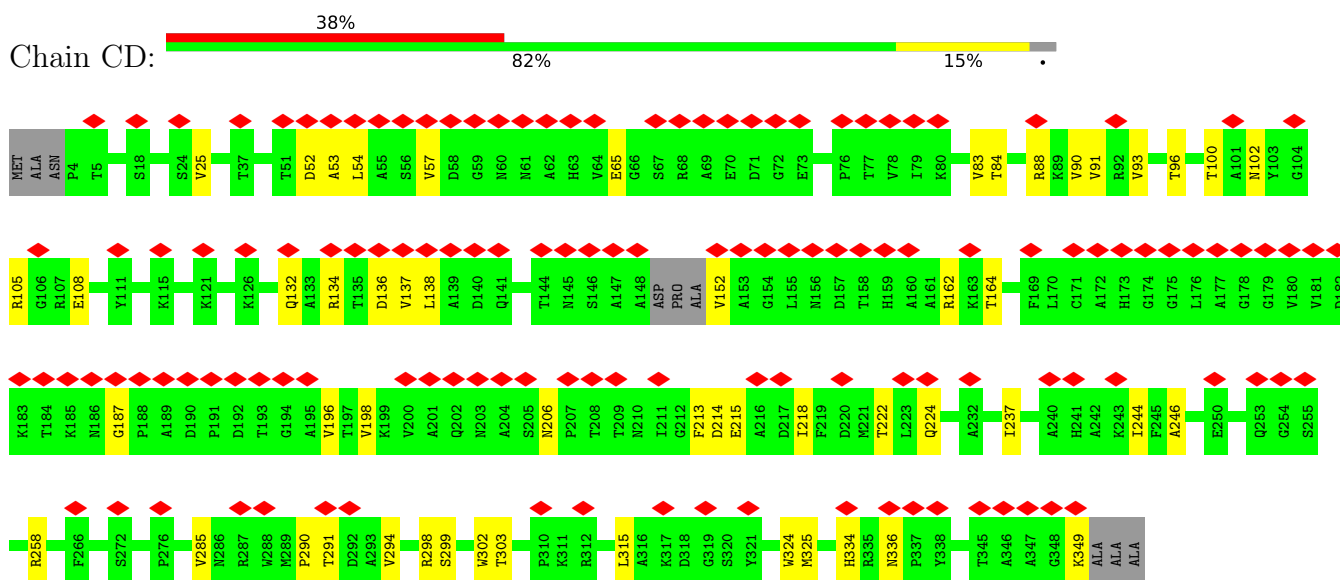 38%
Chain CD:
82% 15% •
MET ALA ASN P4 T5 S18 S24 V25 T37 T51 D52 A53 L54 A55 S56 V57 D58 G59 N60 N61 A62 H63 V64 E65 G66 S67 R68 A69 E70 D71 G72 E73 P76 T77 V78 I79 K80 V83 T84 R88 K89 V90 V91 R92 V93 T96 T100 A101 N102 Y103 G104
R105 G106 R107 E108 Y111 K115 K121 K126 Q132 A133 R134 T135 D136 V137 L138 A139 D140 Q141 T144 N145 S146 A147 A148 ASP PRO ALA V152 A153 G154 L155 N156 D157 T158 H159 A160 A161 R162 K163 T164 F169 L170 C171 A172 H173 G174 G175 L176 A177 G178 G179 V180 V181 D182
K183 T184 K185 N186 G187 P188 A189 D190 P191 D192 T193 G194 A195 V196 T197 V198 K199 V200 A201 Q202 N203 A204 S205 N206 P207 T208 T209 N210 I211 G212 F213 D214 E215 A216 D217 I218 F219 D220 M221 T222 L223 Q224 A232 I237 A240 H241 A242 K243 I244 F245 A246 E250 Q253 G254 S255
R258 F266 S272 P276 V285 N286 R287 W288 M289 P290 T291 D292 A293 V294 R298 S299 W302 T303 P310 K311 R312 L315 A316 K317 D318 G319 S320 Y321 W324 M325 H334 R335 N336 P337 Y338 T345 A346 A347 G348 K349 ALA ALA ALA